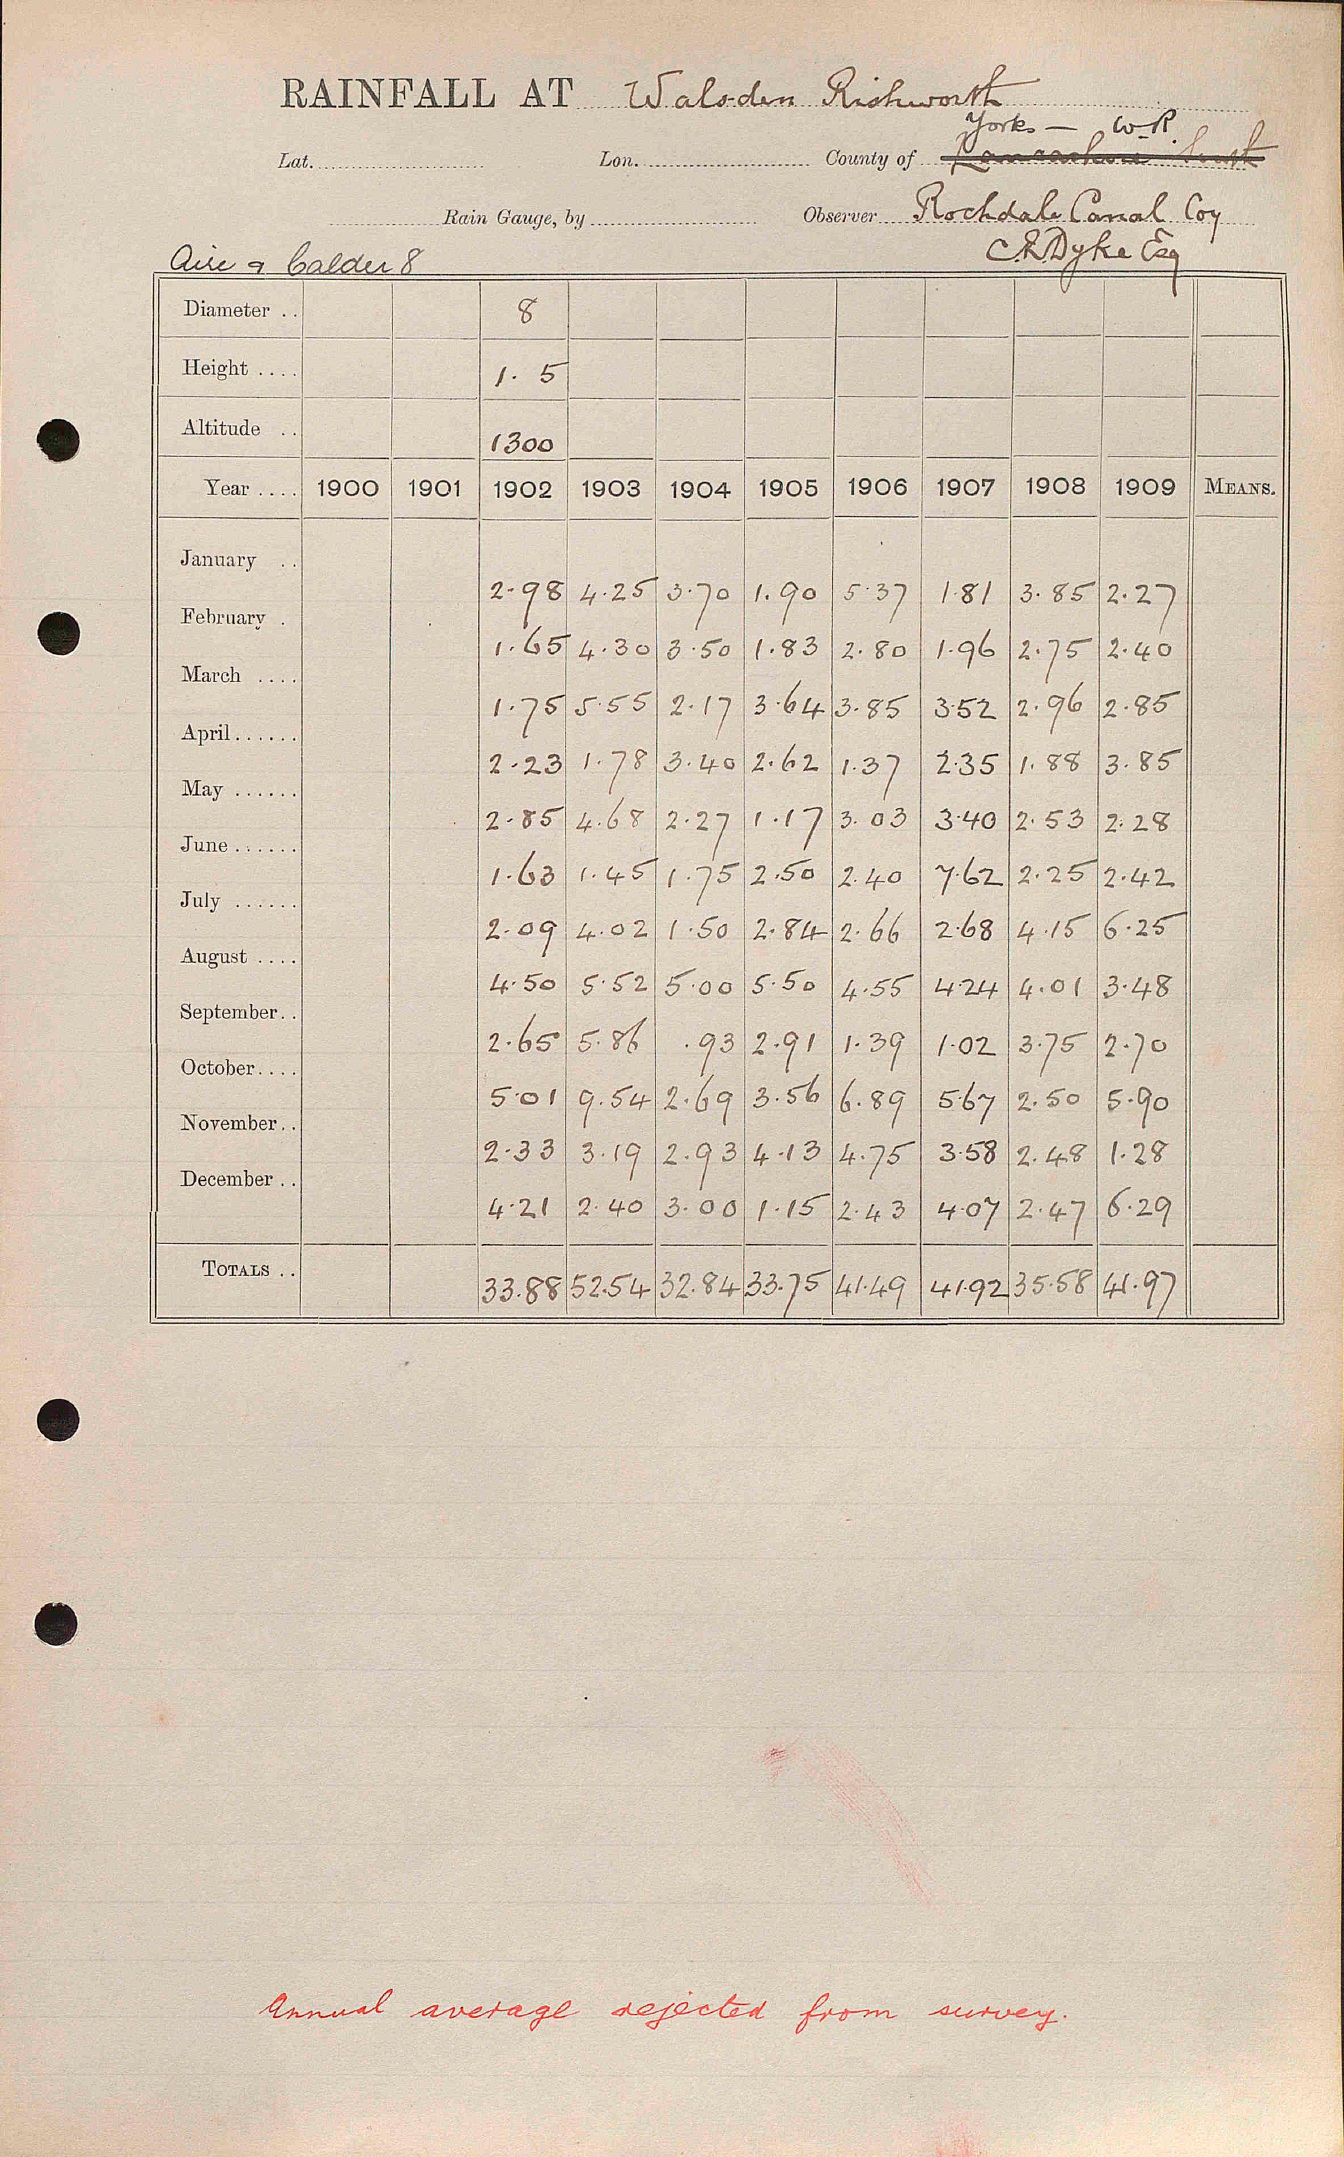 RAINFALL AT Walsden Rishworth
Yorks — W.R.
Lat. Lon. County of Lancashire South
Rain Gauge, by Observer Rochdale Canal Coy
C.R. Dyke Esq
Aire & Calder 8
Diameter .. 8
Height .... 1. 5
Altitude .. 1300
Year .... 1900 1901 1902 1903 1904 1905 1906 1907 1908 1909 MEANS.
January .. 2.98 4.25 3.70 1.90 5.37 1.81 3.85 2.27
February . 1.65 4.30 3.50 1.83 2.80 1.96 2.75 2.40
March .... 1.75 5.55 2.17 3.64 3.85 3.52 2.96 2.85
April...... 2.23 1.78 3.40 2.62 1.37 2.35 1.88 3.85
May ...... 2.85 4.68 2.27 1.17 3.03 3.40 2.53 2.28
June...... 1.63 1.45 1.75 2.50 2.40 7.62 2.25 2.42
July ...... 2.09 4.02 1.50 2.84 2.66 2.68 4.15 6.25
August .... 4.50 5.52 5.00 5.50 4.55 4.24 4.01 3.48
September.. 2.65 5.86 .93 2.91 1.39 1.02 3.75 2.70
October.... 5.01 9.54 2.69 3.56 6.89 5.67 2.50 5.90
November.. 2.33 3.19 2.93 4.13 4.75 3.58 2.48 1.28
December .. 4.21 2.40 3.00 1.15 2.43 4.07 2.47 6.29
TOTALS .. 33.88 52.54 32.84 33.75 41.49 41.92 35.58 41.97
Annual average rejected from survey.